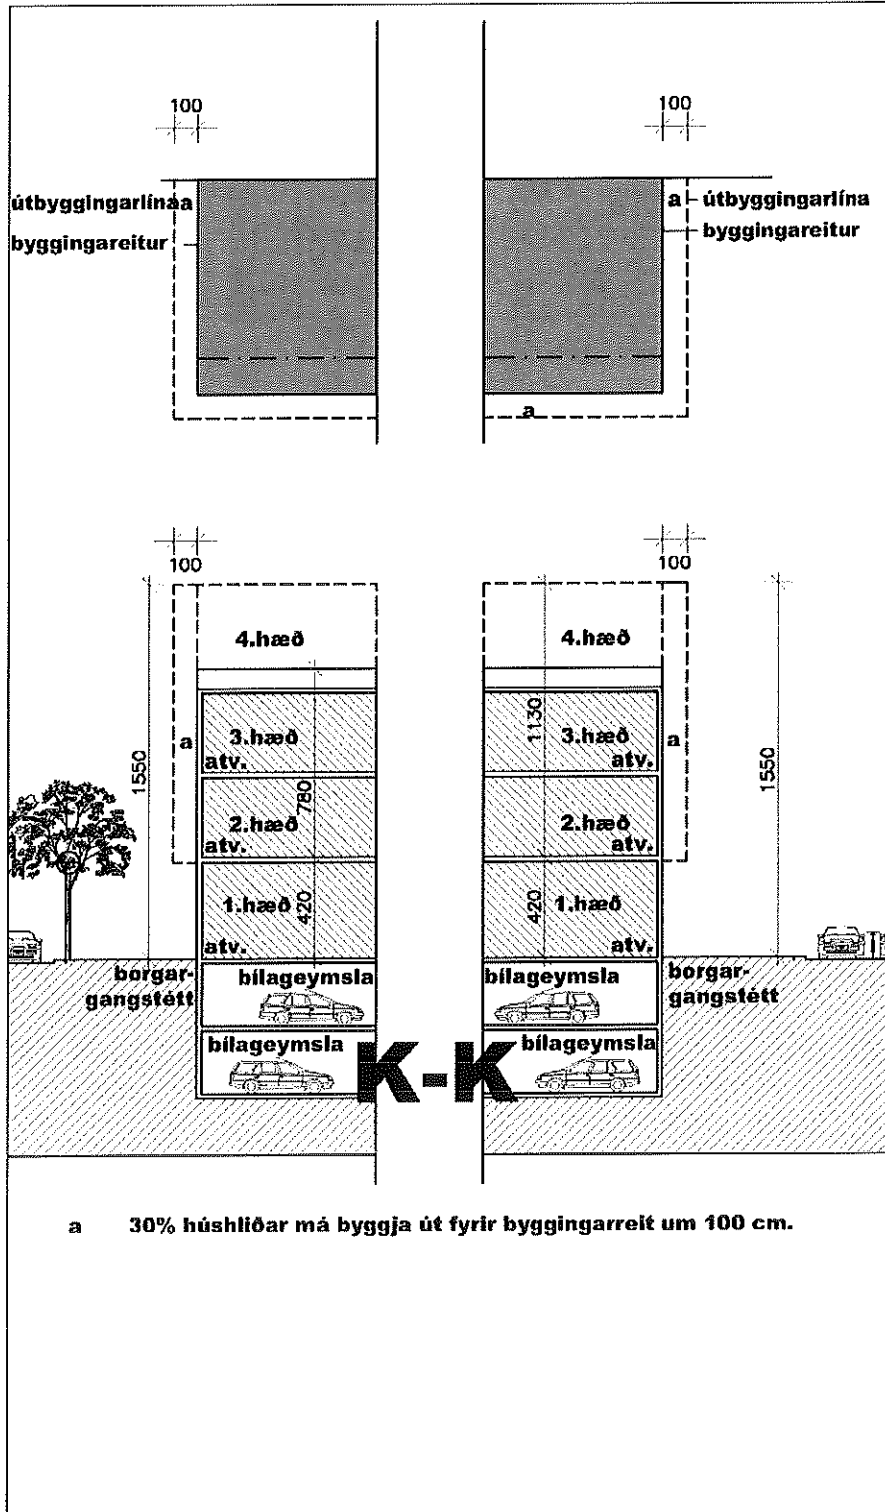 100 100
útbyggingarlína a a útbyggingarlína
byggingareitur byggingareitur
a
100 100
4.hæð 4.hæð
1550 a 3.hæð 1130 3.hæð a 1550
atv. atv.
780
2.hæð 2.hæð
atv. atv.
1.hæð 420 420 1.hæð
atv. atv.
borgar- bílageymsla bílageymsla borgar-
gangstétt gangstétt
bílageymsla bílageymsla
K-K
a 30% húshliðar má byggja út fyrir byggingarreit um 100 cm.